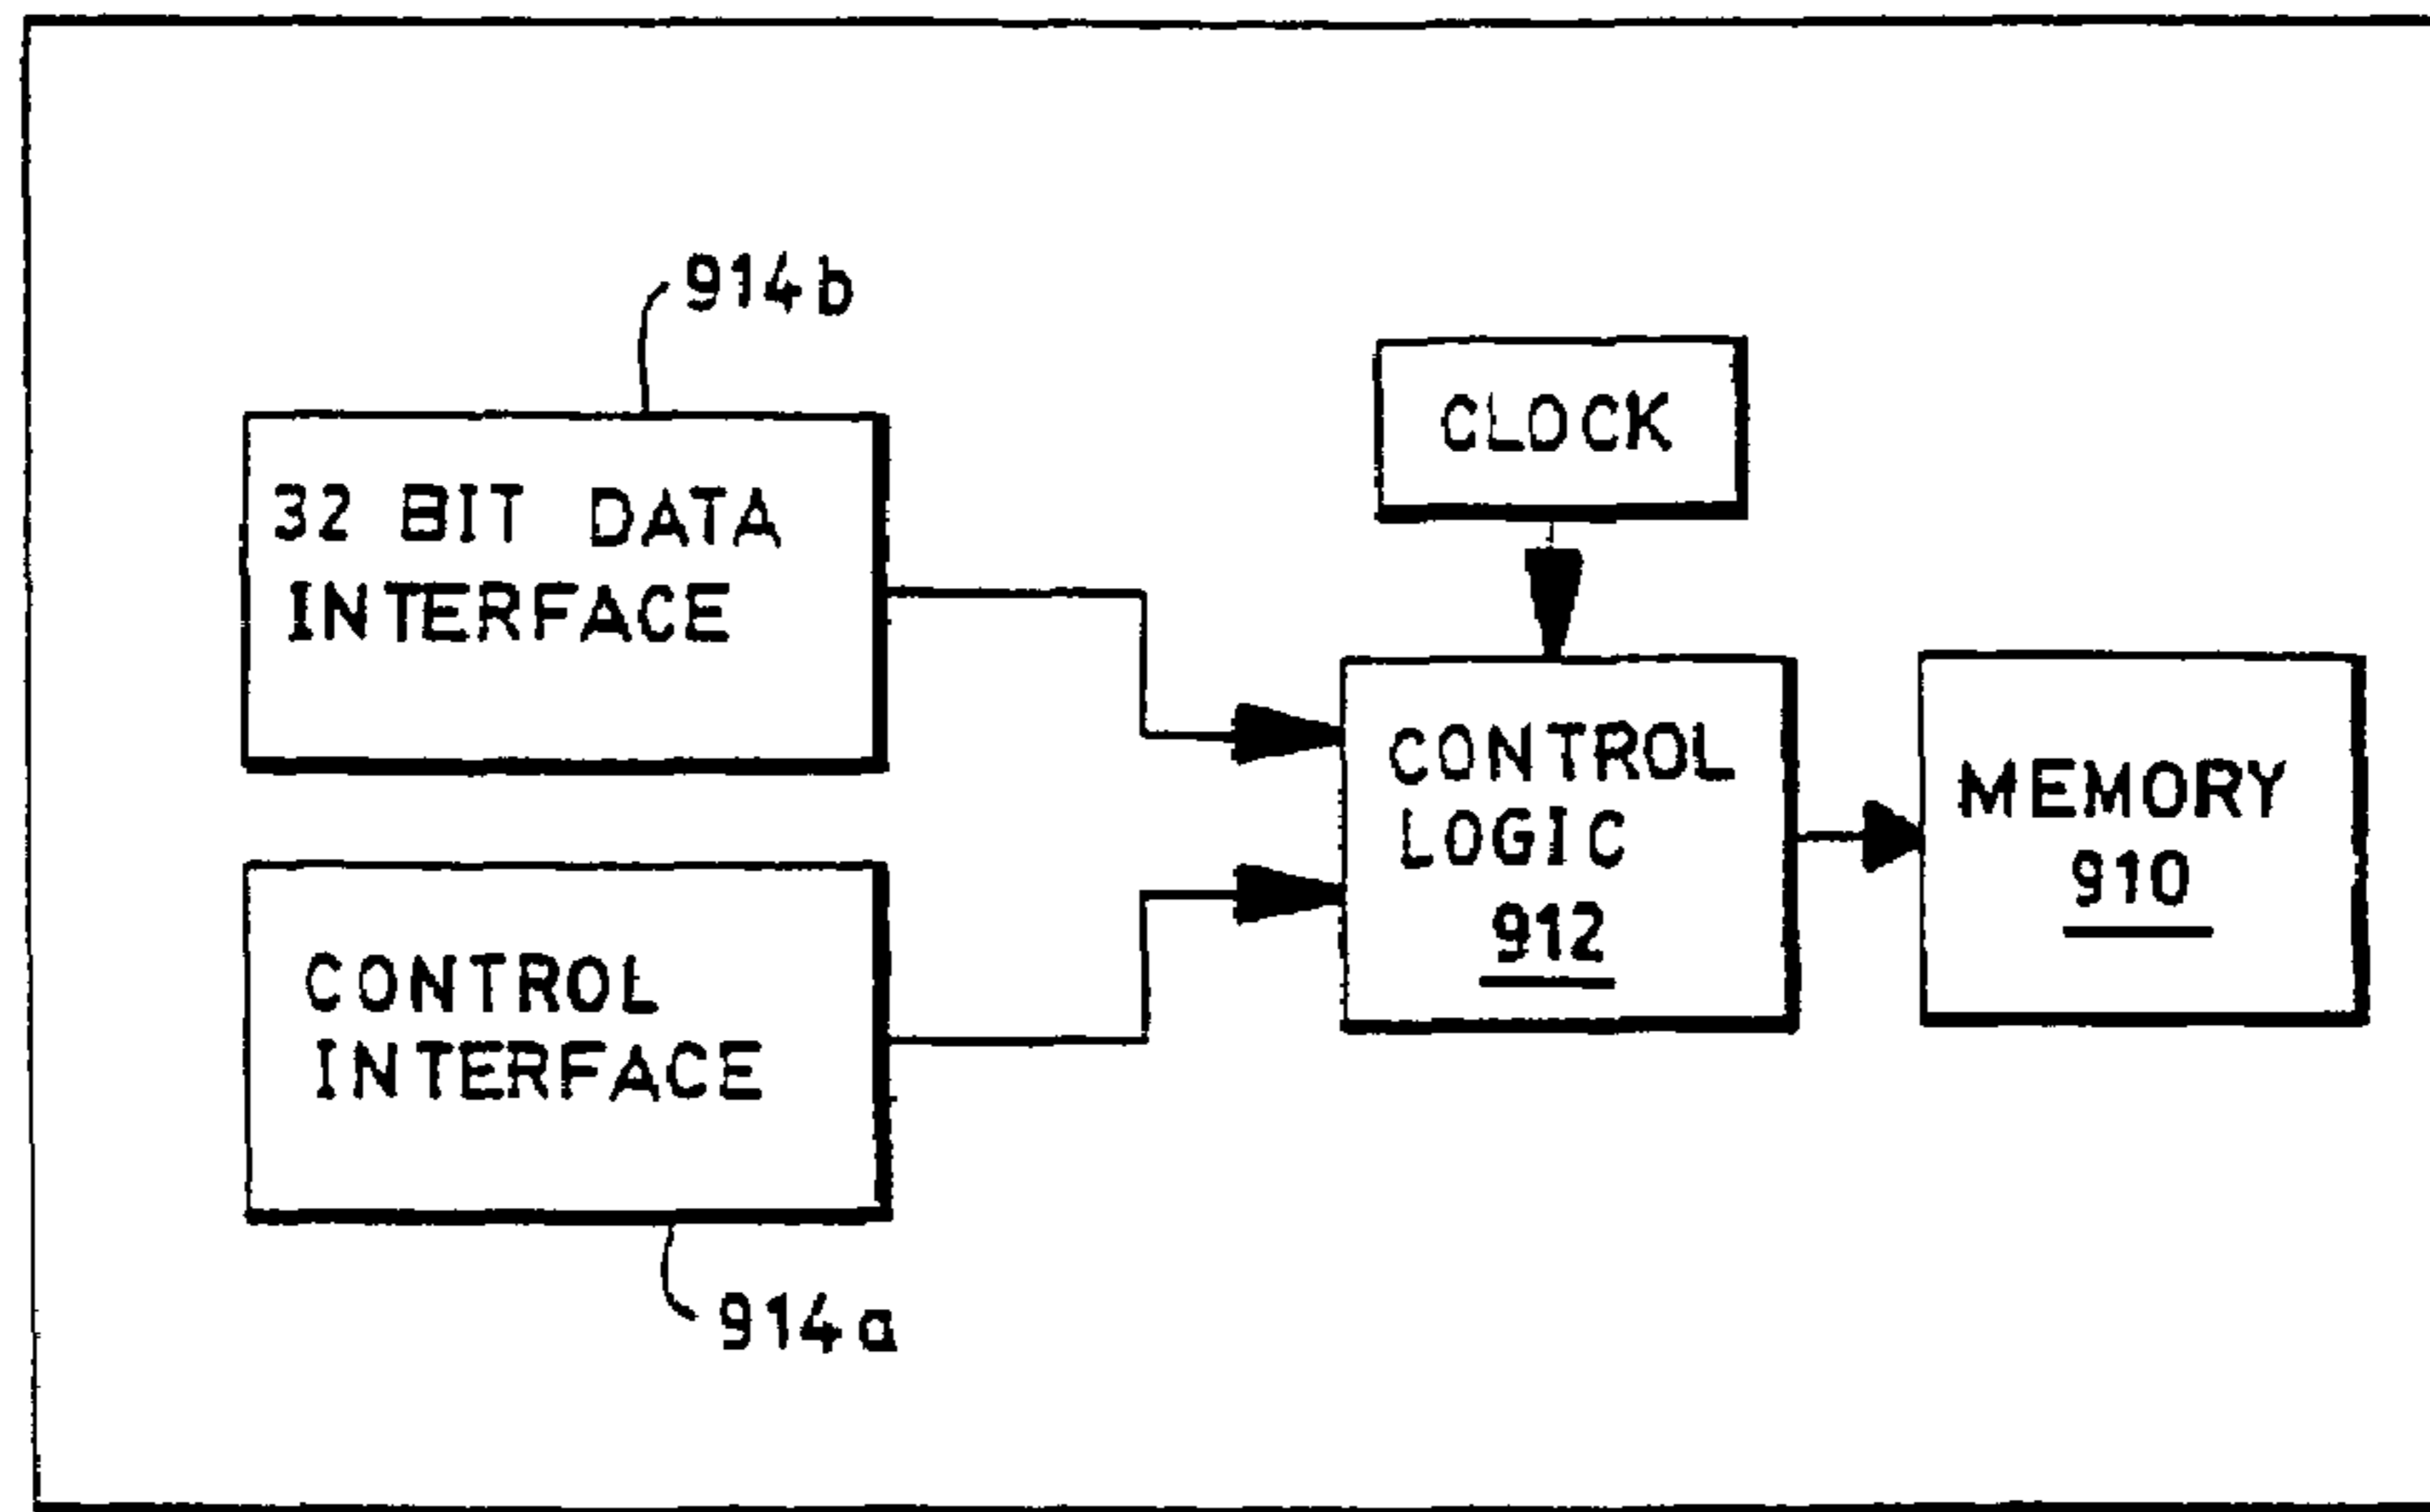 914b
32 BIT DATA
INTERFACE
CLOCK
CONTROL
LOGIC
912
MEMORY
910
CONTROL
INTERFACE
914a